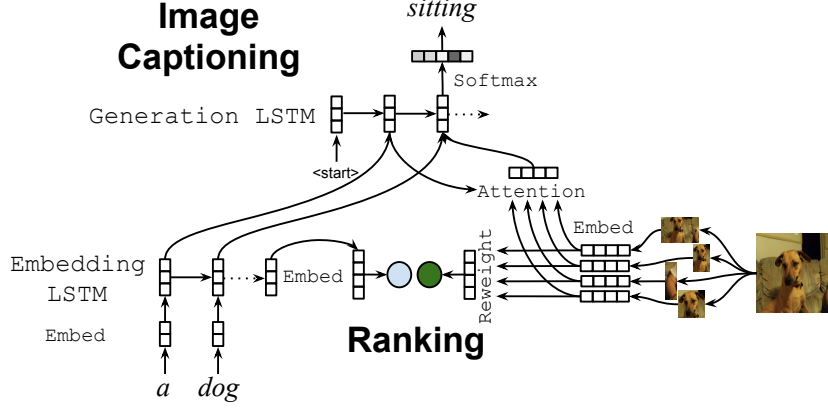 Image
Captioning
sitting
Softmax
Generation LSTM
<start>
Attention
Embed
Reweight
Embedding
LSTM
Embed
Embed
Ranking
a dog